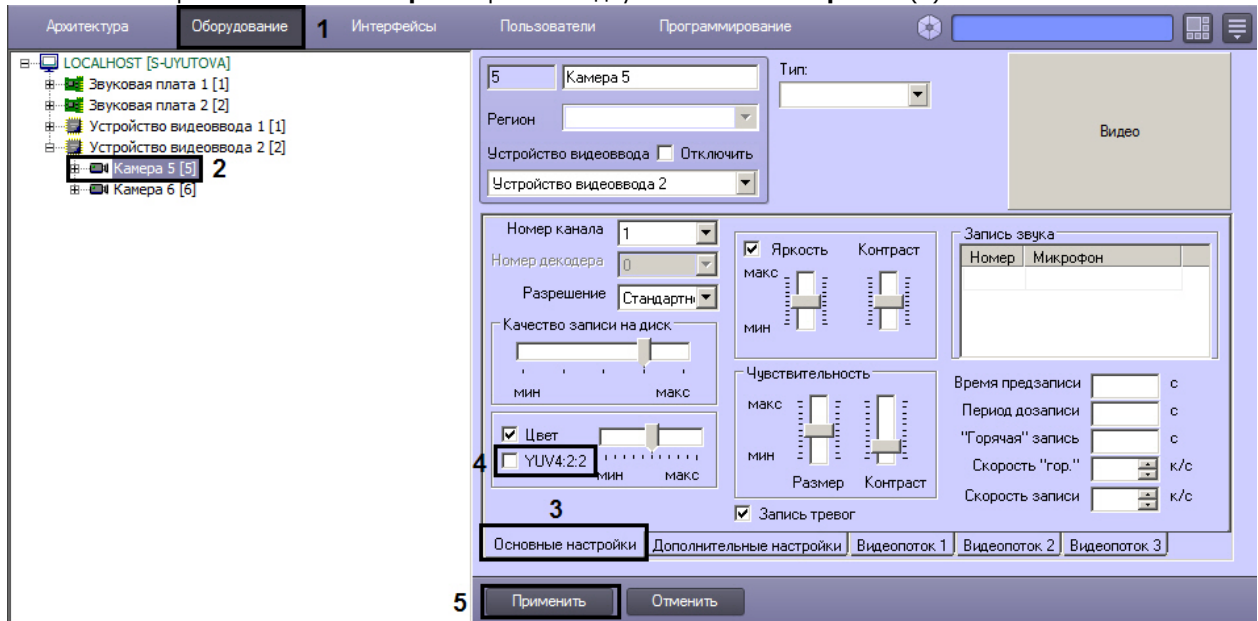 Архитектура Оборудование 1 Интерфейсы Пользователи Программирование
LOCALHOST [S-UYUTOVA]
Звуковая плата 1 [1]
Звуковая плата 2 [2]
Устройство видеоввода 1 [1]
Устройство видеоввода 2 [2]
Камера 5 [5] 2
Камера 6 [6]
5 Камера 5
Тип:
Регион
Устройство видеоввода Отключить
Устройство видеоввода 2
Видео
Номер канала 1
Номер декодера 0
Разрешение Стандартн
Качество записи на диск
мин макс
Цвет
4 YUV4:2:2
мин макс
3
Яркость Контраст
макс
мин
Чувствительность
макс
мин
Размер Контраст
Запись тревог
Запись звука
Номер Микрофон
Время предзаписи с
Период дозаписи с
"Горячая" запись с
Скорость "гор." к/с
Скорость записи к/с
Основные настройки Дополнительные настройки Видеопоток 1 Видеопоток 2 Видеопоток 3
5 Применить Отменить